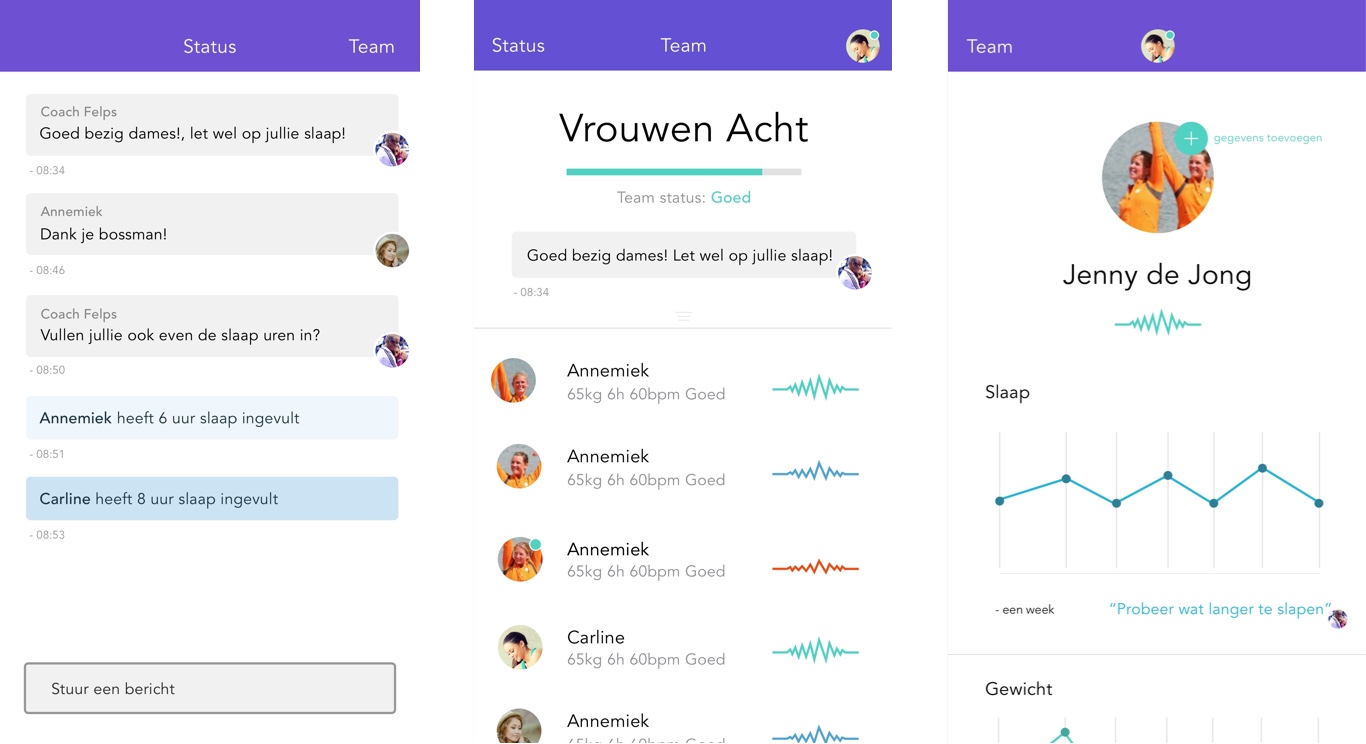 Status
Team
Coach Felps
Goed bezig dames!, let wel op jullie slaap!
- 08:34
Annemiek
Dank je bossman!
- 08:46
Coach Felps
Vullen jullie ook even de slaap uren in?
- 08:50
Annemiek heeft 6 uur slaap ingevult
- 08:51
Carline heeft 8 uur slaap ingevult
- 08:53
Stuur een bericht
Status
Team
Vrouwen Acht
Team status: Goed
Goed bezig dames! Let wel op jullie slaap!
- 08:34
Annemiek
65kg 6h 60bpm Goed
Annemiek
65kg 6h 60bpm Goed
Annemiek
65kg 6h 60bpm Goed
Carline
65kg 6h 60bpm Goed
Annemiek
65kg 6h 60bpm Goed
Team
gegevens toevoegen
Jenny de Jong
Slaap
- een week
“Probeer wat langer te slapen”
Gewicht